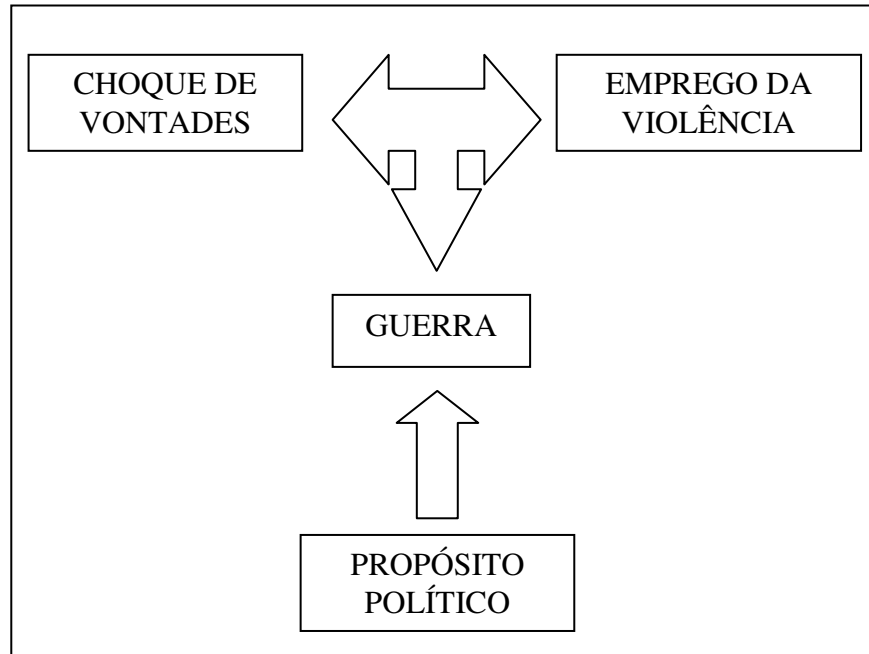 CHOQUE DE
VONTADES
EMPREGO DA
VIOLÊNCIA
GUERRA
PROPÓSITO
POLÍTICO